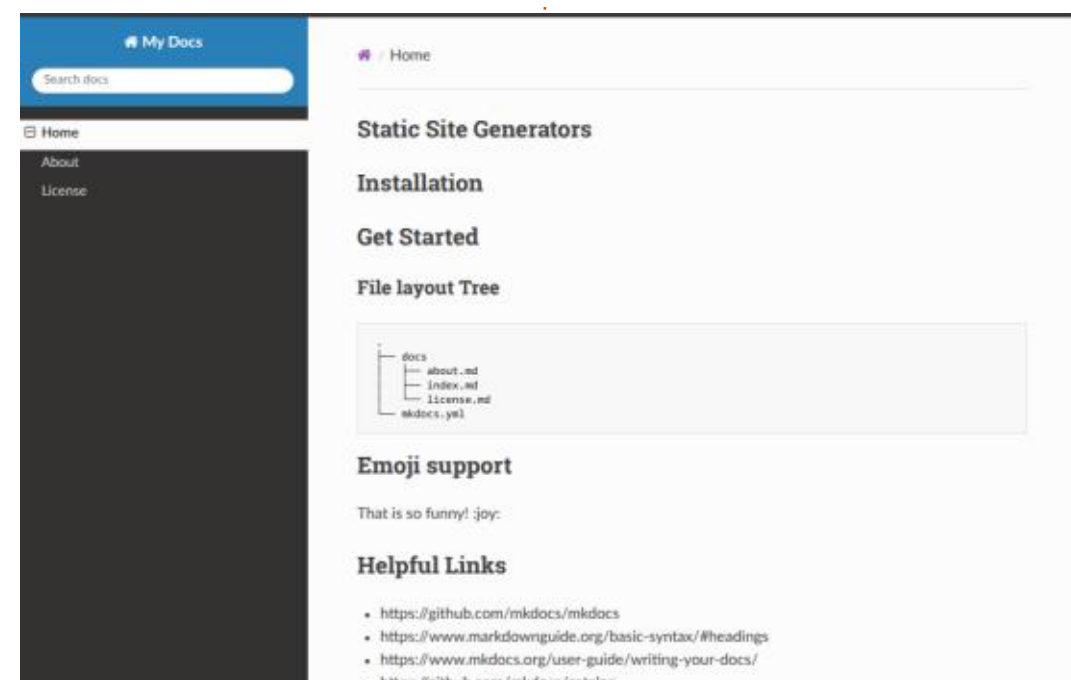 My Docs
Search docs
Home
About
License
/ Home
Static Site Generators
Installation
Get Started
File layout Tree
.
├── docs
│   ├── about.md
│   ├── index.md
│   └── license.md
└── mkdocs.yml
Emoji support
That is so funny! :joy:
Helpful Links
• https://github.com/mkdocs/mkdocs
• https://www.markdownguide.org/basic-syntax/#headings
• https://www.mkdocs.org/user-guide/writing-your-docs/